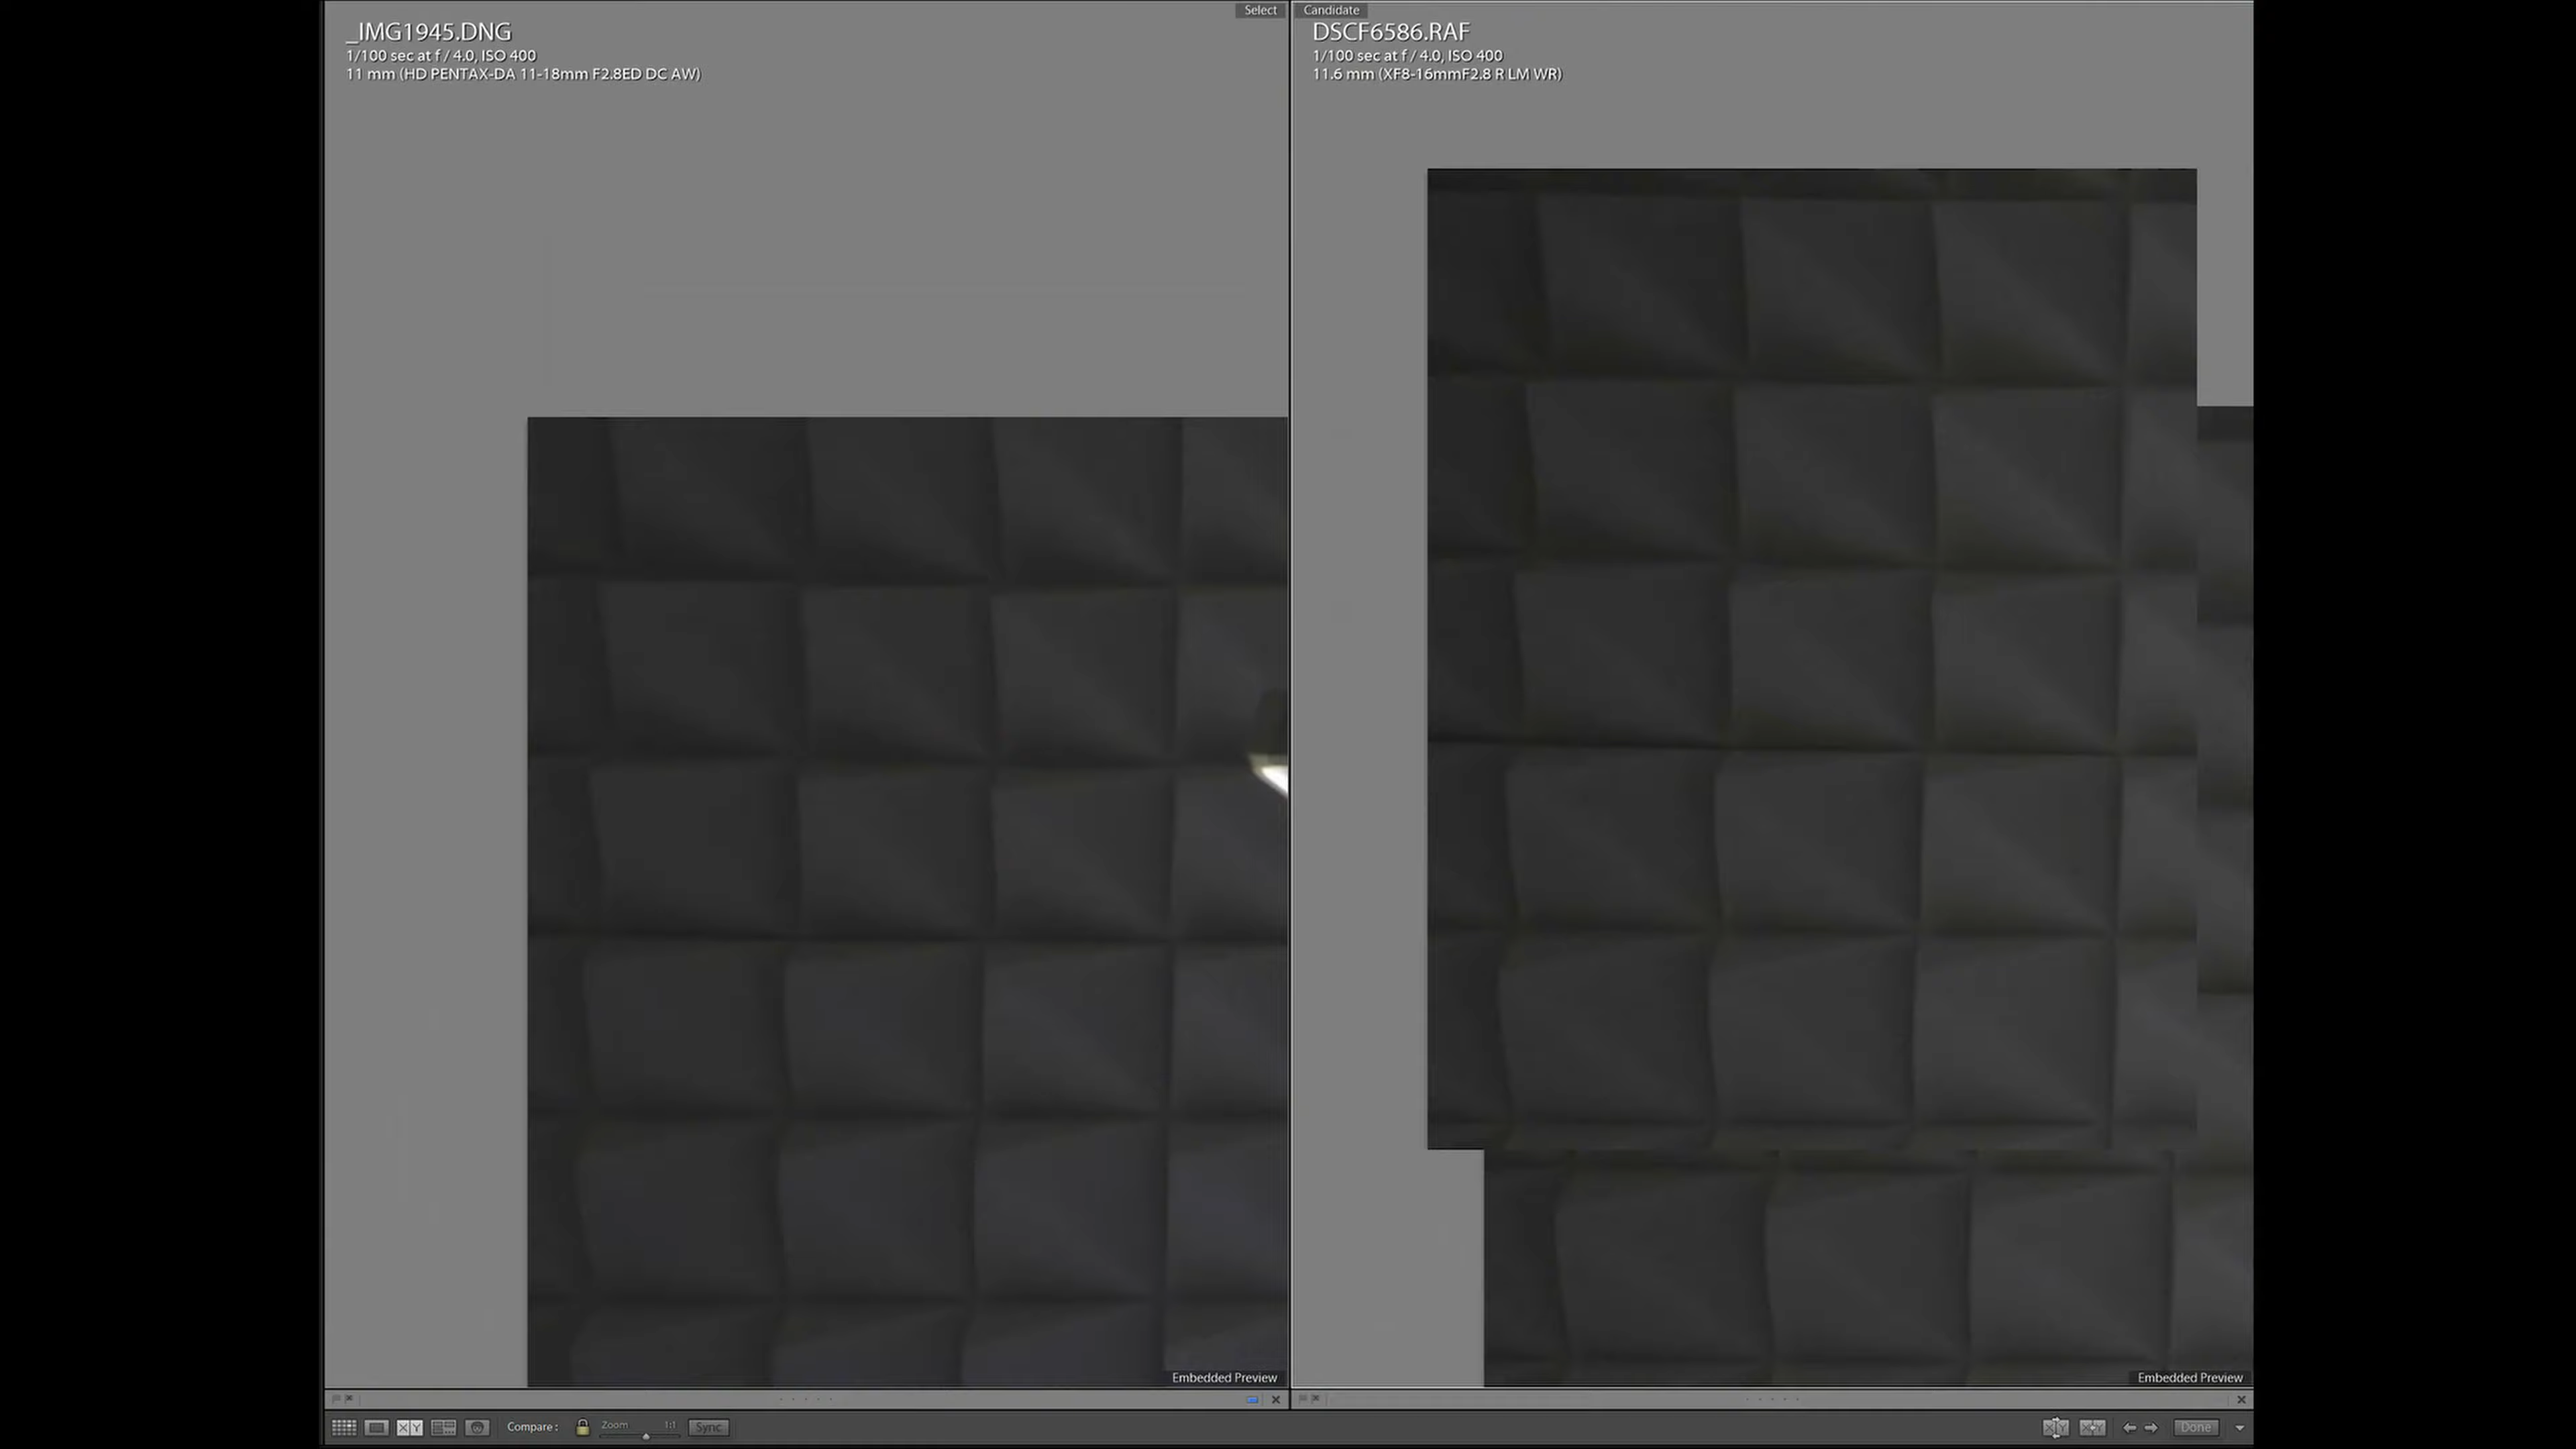 Select
_IMG1945.DNG
1/100 sec at f / 4.0, ISO 400
11 mm (HD PENTAX-DA 11-18mm F2.8ED DC AW)
Candidate
DSCF6586.RAF
1/100 sec at f / 4.0, ISO 400
11.6 mm (XF8-16mmF2.8 R LM WR)
Embedded Preview
Embedded Preview
XY
Compare :
Zoom
1:1
Sync
Done